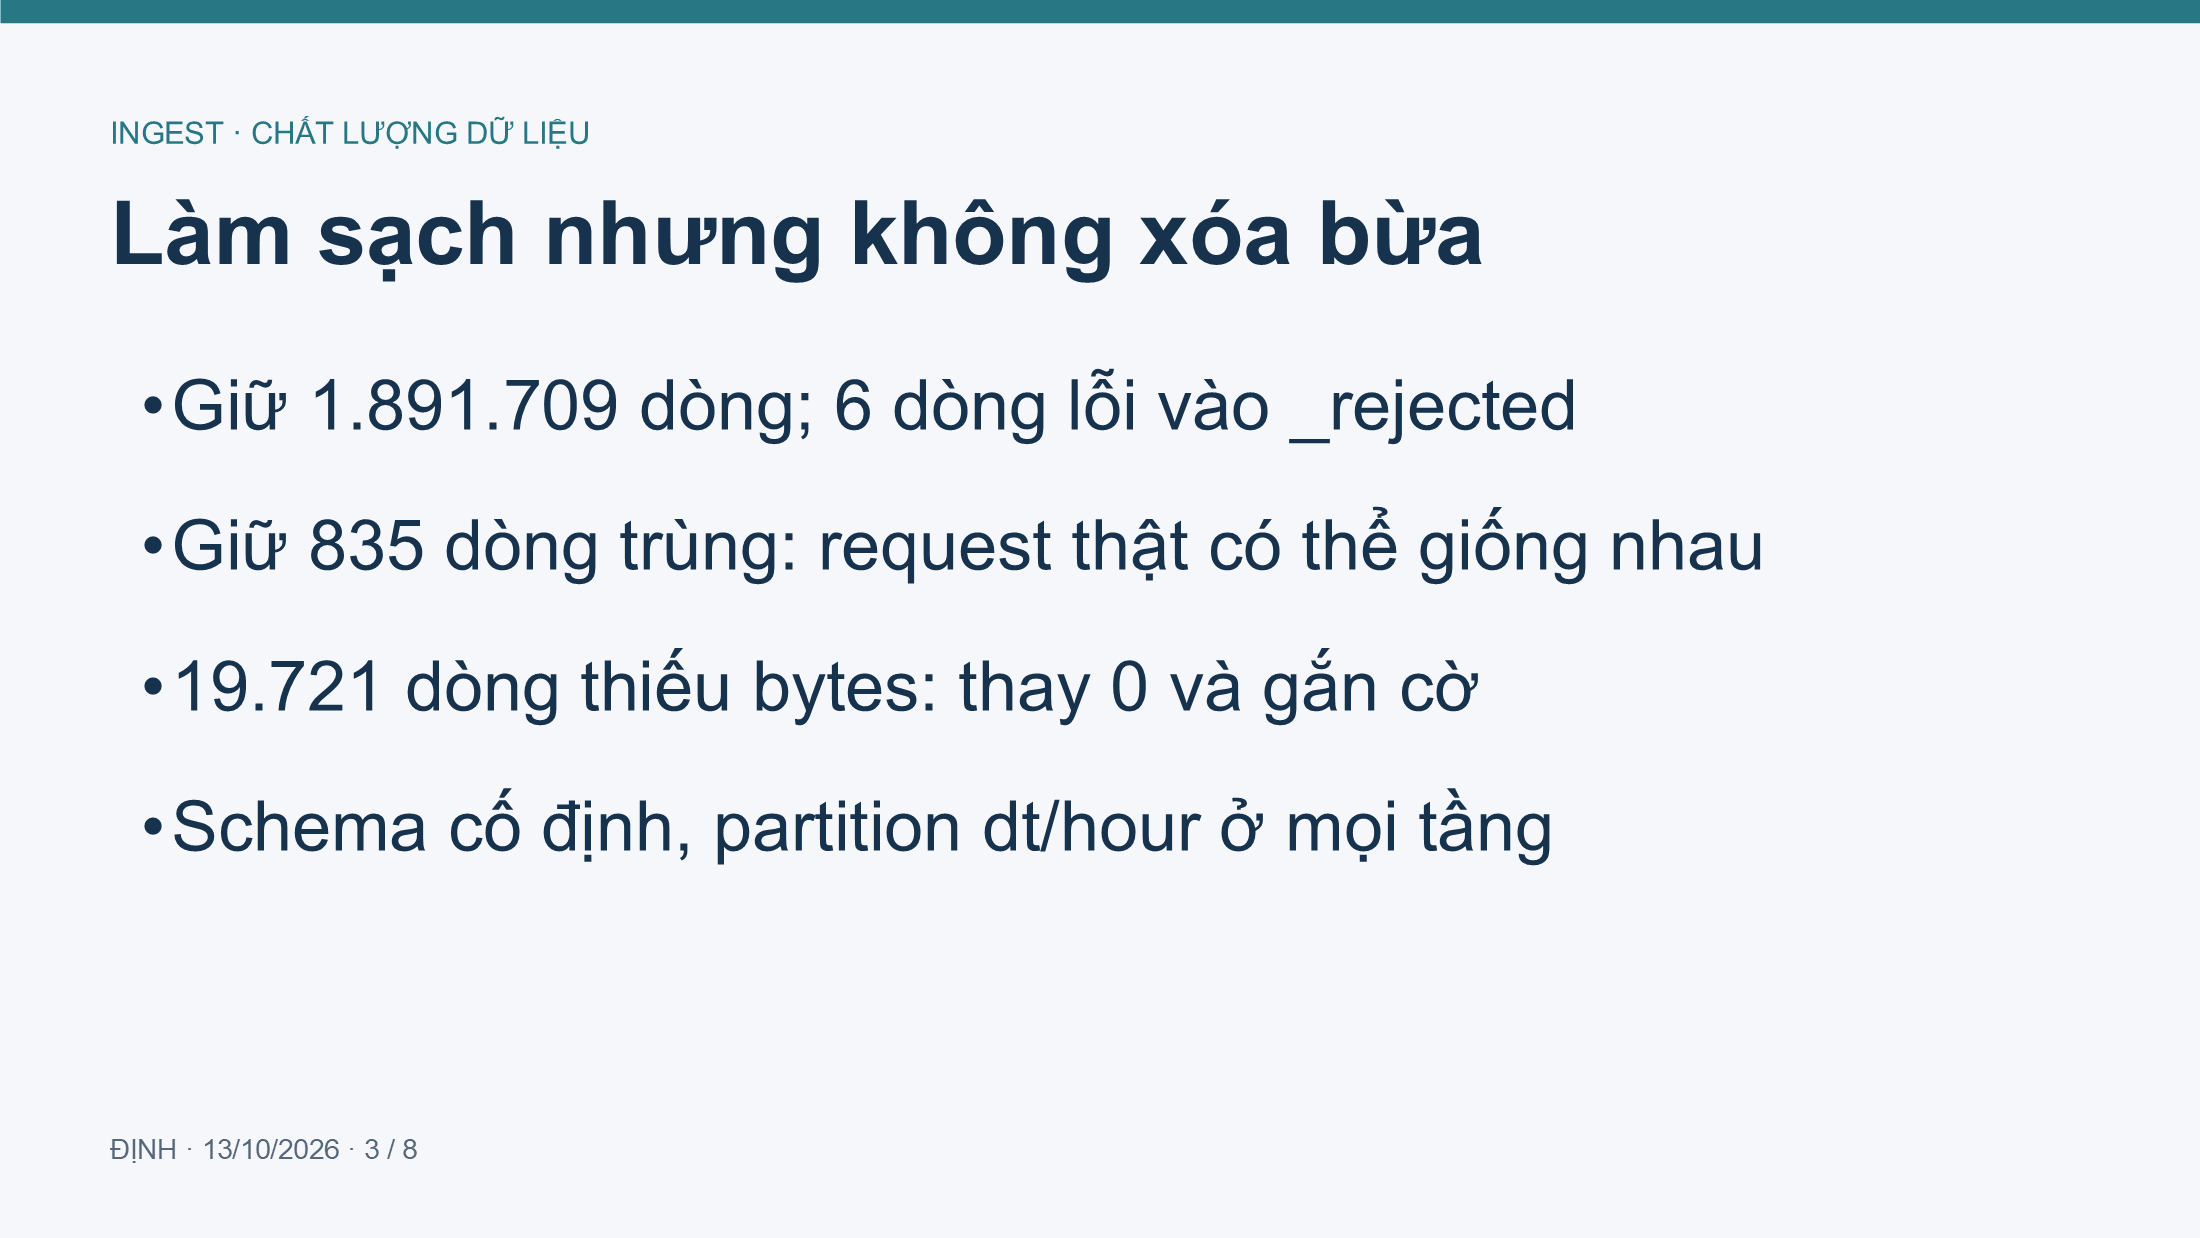 INGEST · CHẤT LƯỢNG DỮ LIỆU
Làm sạch nhưng không xóa bừa
•Giữ 1.891.709 dòng; 6 dòng lỗi vào _rejected
•Giữ 835 dòng trùng: request thật có thể giống nhau
•19.721 dòng thiếu bytes: thay 0 và gắn cờ
•Schema cố định, partition dt/hour ở mọi tầng
ĐỊNH · 13/10/2026 · 3 / 8